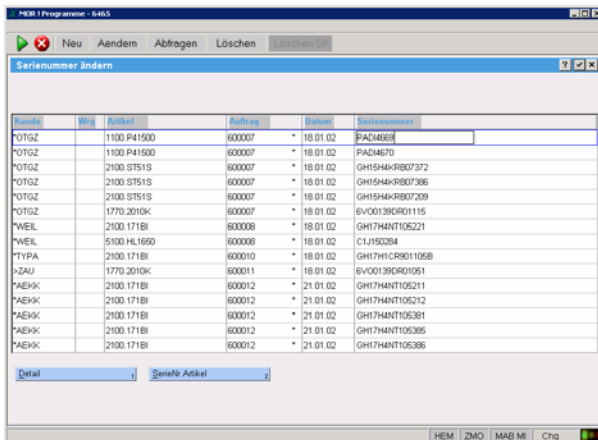 MOR ! Programme - 6465
Neu Aendern Abfragen Löschen Löschen OK
Serienummer ändern
Kunde Wrg Artikel Auftrag Datum Serienummer
*OTGZ 1100.P41500 600007 * 18.01.02 PADI4669
*OTGZ 1100.P41500 600007 * 18.01.02 PADI4670
*OTGZ 2100.ST51S 600007 * 18.01.02 GH15H4KRB07372
*OTGZ 2100.ST51S 600007 * 18.01.02 GH15H4KRB07386
*OTGZ 2100.ST51S 600007 * 18.01.02 GH15H4KRB07209
*OTGZ 1770.2010K 600007 * 18.01.02 6VO0139DR01115
*WEIL 2100.171BI 600008 * 18.01.02 GH17H4NT105221
*WEIL 5100.HL1650 600008 * 18.01.02 C1J150284
*TYPA 2100.171BI 600010 * 18.01.02 GH17H1CR901105B
>ZAU 1770.2010K 600011 * 18.01.02 6VO0139DR01051
*AEKK 2100.171BI 600012 * 21.01.02 GH17H4NT105211
*AEKK 2100.171BI 600012 * 21.01.02 GH17H4NT105212
*AEKK 2100.171BI 600012 * 21.01.02 GH17H4NT105381
*AEKK 2100.171BI 600012 * 21.01.02 GH17H4NT105385
*AEKK 2100.171BI 600012 * 21.01.02 GH17H4NT105386
Detail 1 SerieNr Artikel 2
HEM ZMO MAB MI Chg